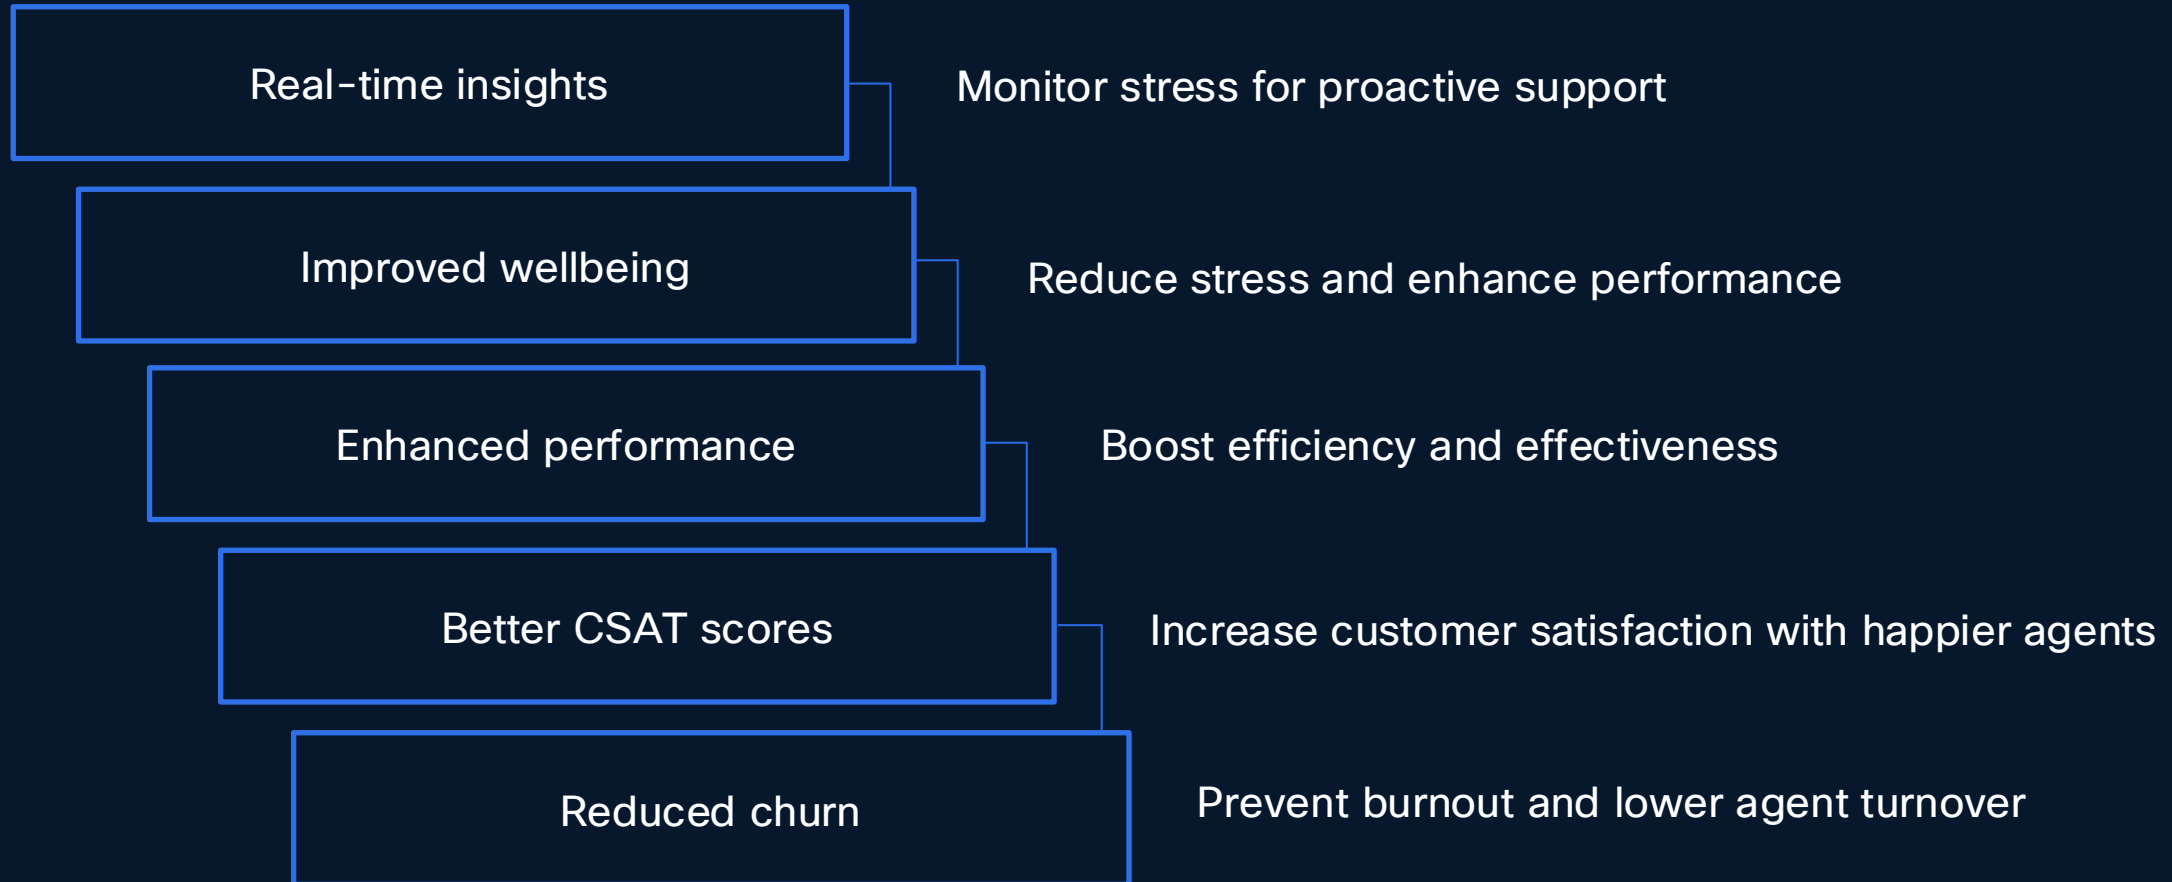 Real-time insights
Monitor stress for proactive support
Improved wellbeing
Reduce stress and enhance performance
Enhanced performance
Boost efficiency and effectiveness
Better CSAT scores
Increase customer satisfaction with happier agents
Reduced churn
Prevent burnout and lower agent turnover